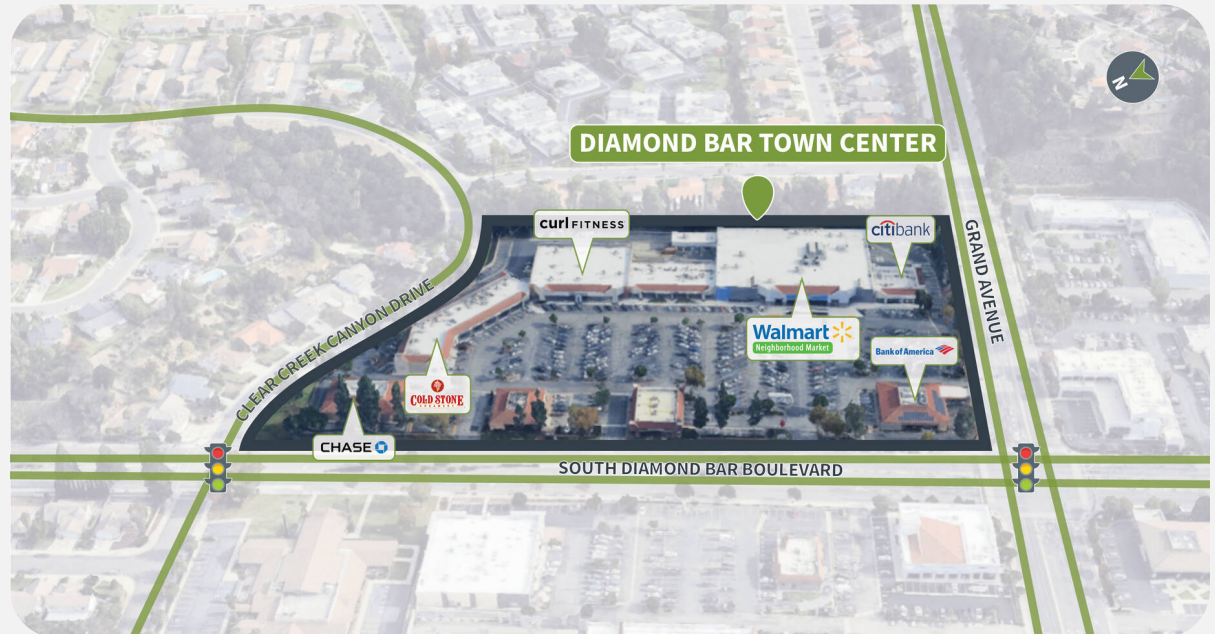 N
DIAMOND BAR TOWN CENTER
curl FITNESS
citibank
GRAND AVENUE
Walmart
Neighborhood Market
Bank of America
CLEAR CREEK CANYON DRIVE
COLD STONE
CREAMERY
CHASE
SOUTH DIAMOND BAR BOULEVARD